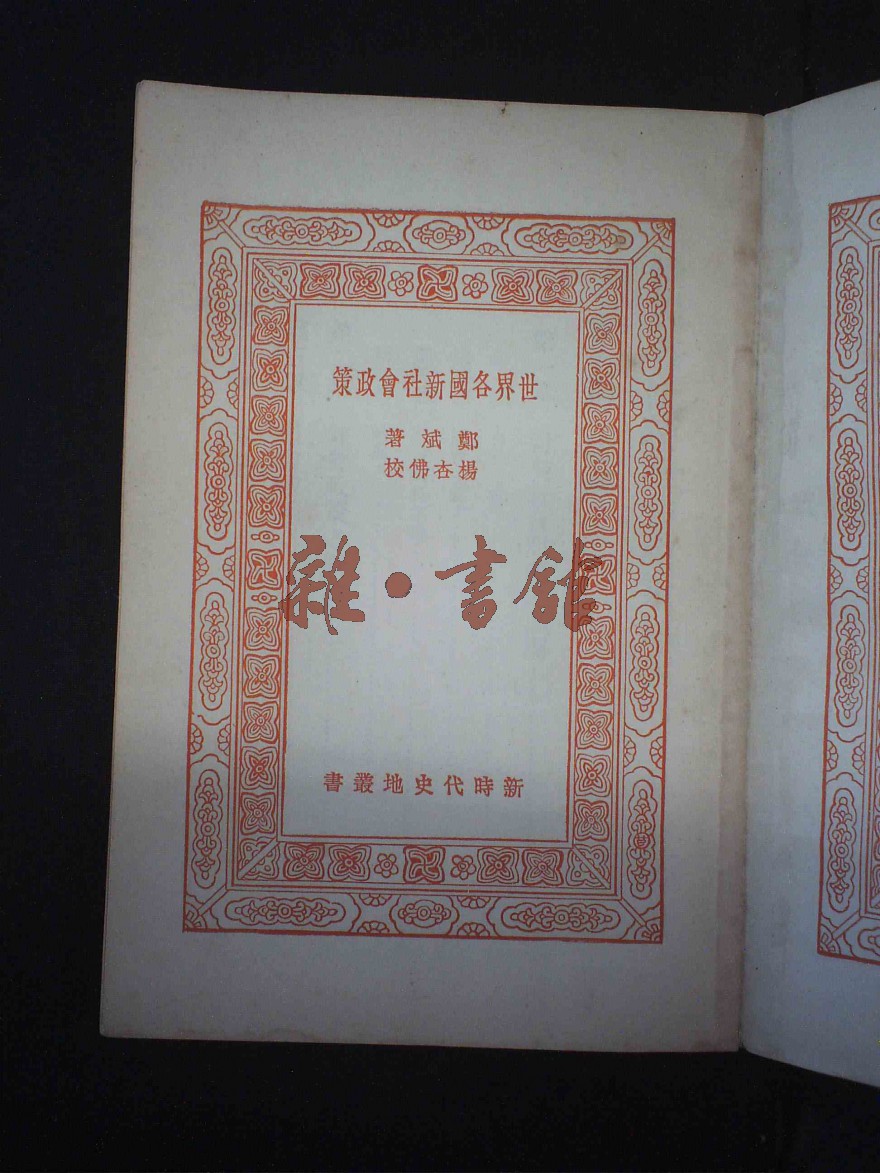 世界各國新社會政策
鄭斌著
楊杏佛校
雜·書館
新時代史地叢書